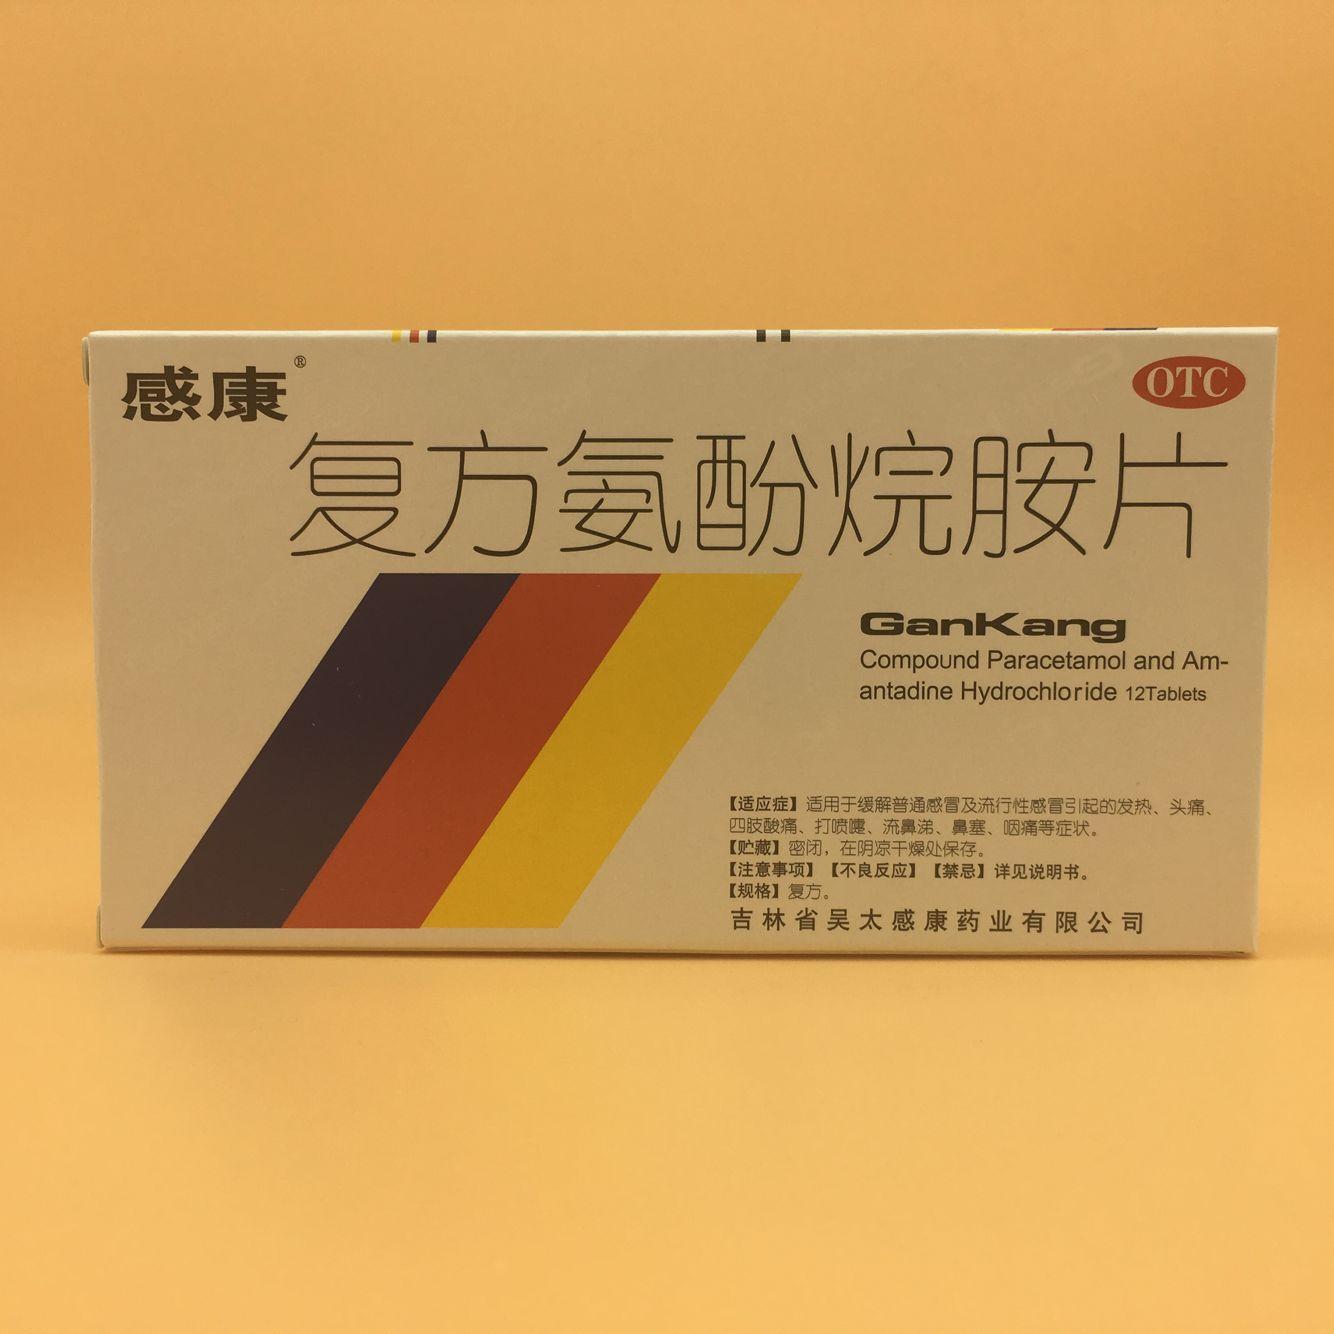 感康®
OTC
复方氨酚烷胺片
GanKang
Compound Paracetamol and Am-
antadine Hydrochloride 12Tablets
【适应症】适用于缓解普通感冒及流行性感冒引起的发热、头痛、
四肢酸痛、打喷嚏、流鼻涕、鼻塞、咽痛等症状。
【贮藏】密闭，在阴凉干燥处保存。
【注意事项】【不良反应】【禁忌】详见说明书。
【规格】复方。
吉林省吴太感康药业有限公司